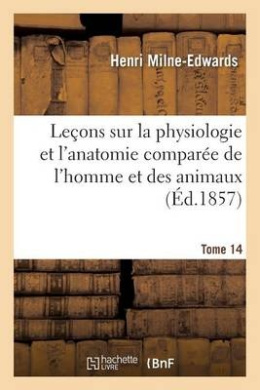 Henri Milne-Edwards
Leçons sur la physiologie et l'anatomie comparée de
l'homme et des animaux
(Éd.1857)
Tome 14
hachette
LIVRE
{BnF